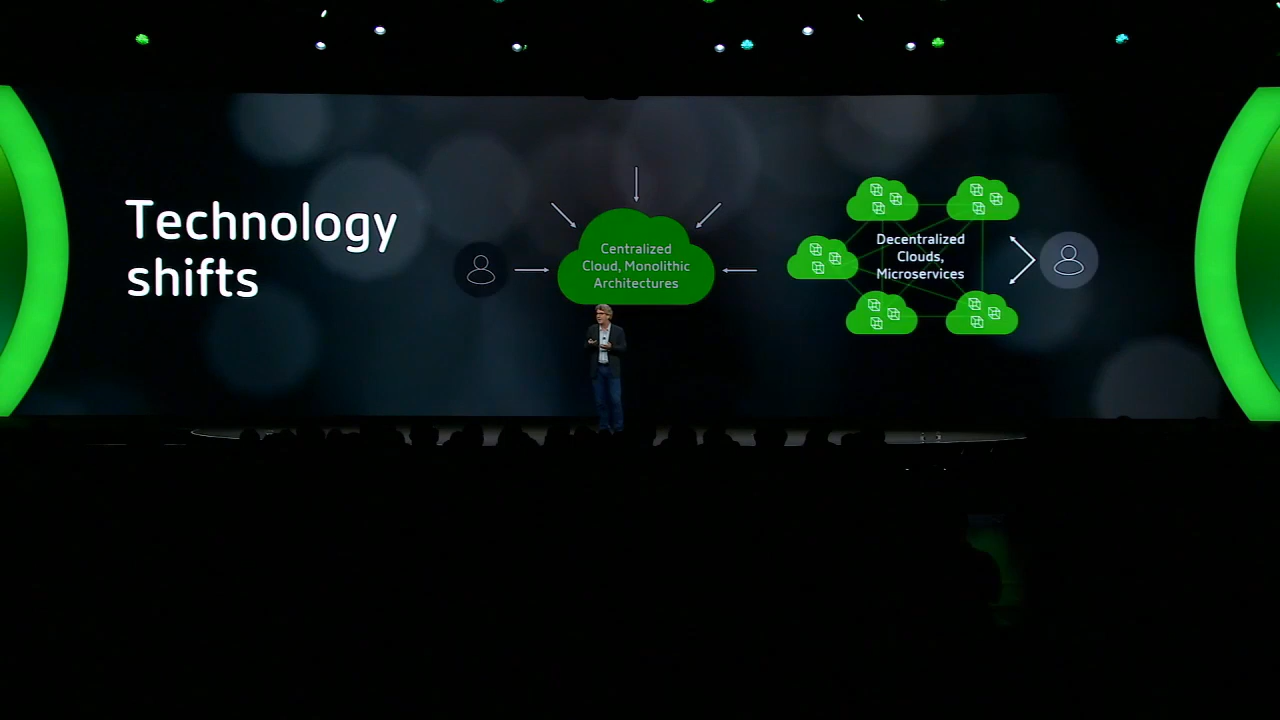 Technology
shifts
Centralized
Cloud, Monolithic
Architectures
Decentralized
Clouds,
Microservices